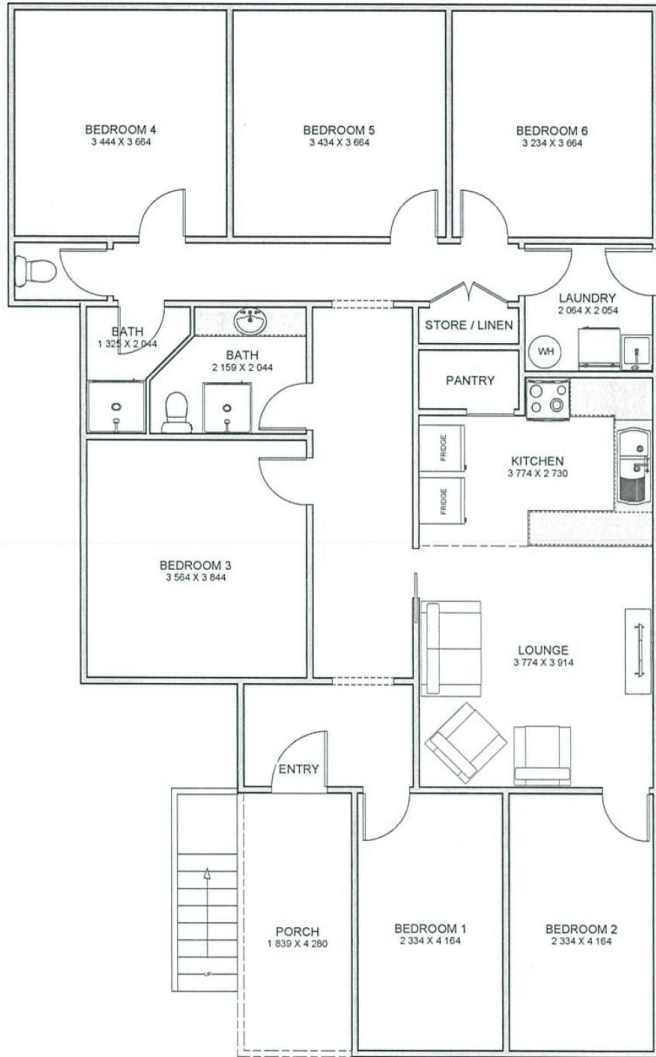 BEDROOM 4
3 444 X 3 664
BEDROOM 5
3 434 X 3 664
BEDROOM 6
3 234 X 3 664
LAUNDRY
2 064 X 2 054
WH
STORE / LINEN
BATH
1 325 X 2 044
BATH
2 159 X 2 044
PANTRY
FRIDGE
FRIDGE
KITCHEN
3 774 X 2 730
BEDROOM 3
3 564 X 3 844
LOUNGE
3 774 X 3 914
ENTRY
PORCH
1 839 X 4 280
UP
BEDROOM 1
2 334 X 4 164
BEDROOM 2
2 334 X 4 164